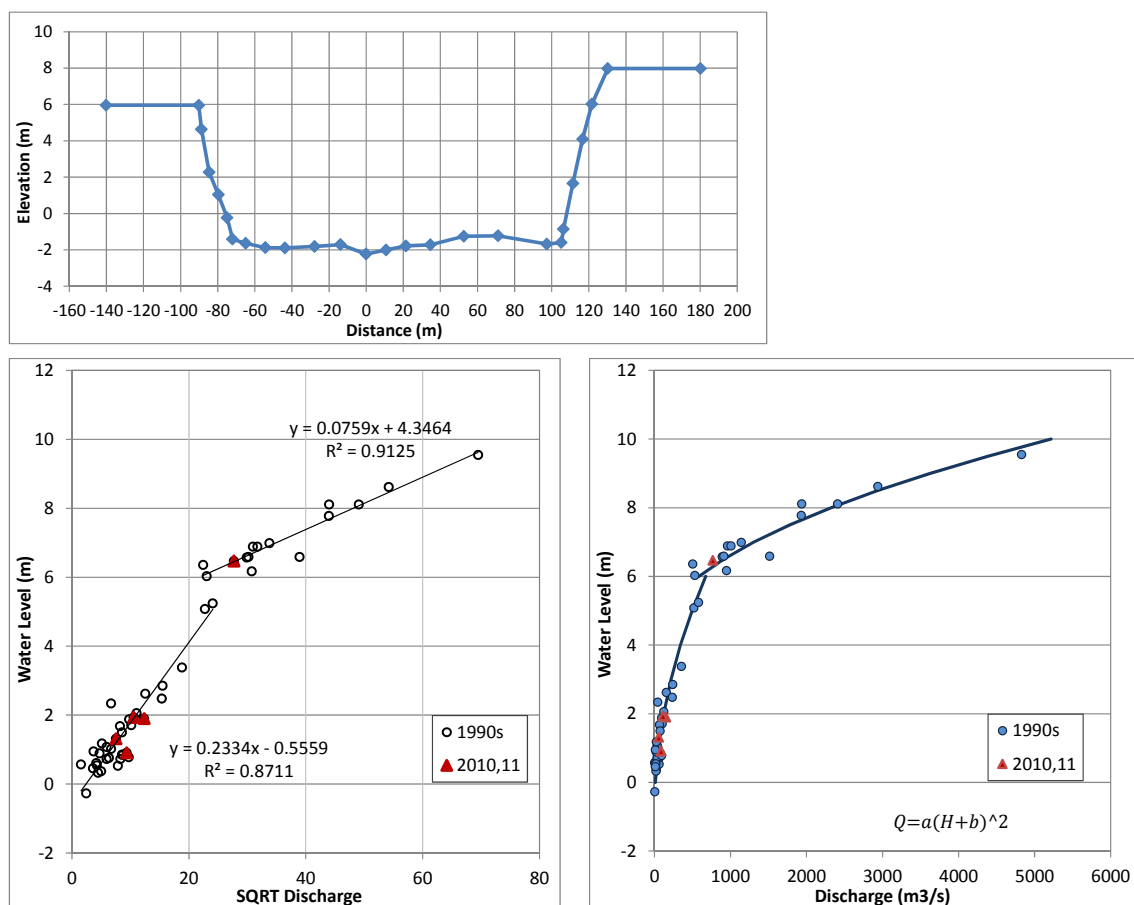 10
8
6
4
2
0
-2
-4
Elevation (m)
-160 -140 -120 -100 -80 -60 -40 -20 0 20 40 60 80 100 120 140 160 180 200
Distance (m)
12
10
8
6
4
2
0
-2
Water Level (m)
y = 0.0759x + 4.3464
R² = 0.9125
y = 0.2334x - 0.5559
R² = 0.8711
1990s
2010,11
0 20 40 60 80
SQRT Discharge
12
10
8
6
4
2
0
-2
Water Level (m)
1990s
2010,11
Q=a(H+b)^2
0 1000 2000 3000 4000 5000 6000
Discharge (m3/s)